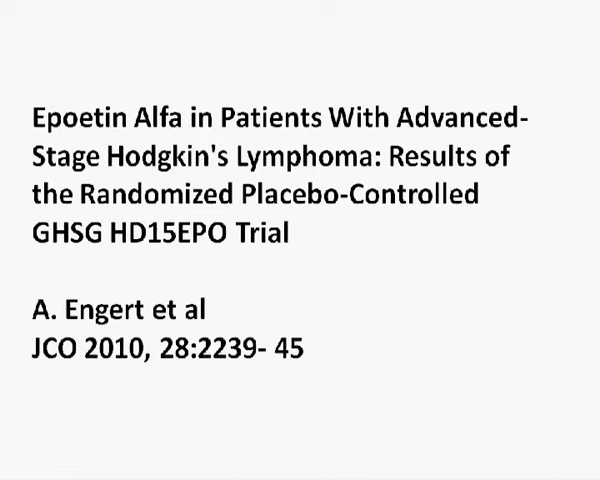 Epoetin Alfa in Patients With Advanced-
Stage Hodgkin's Lymphoma: Results of
the Randomized Placebo-Controlled
GHSG HD15EPO Trial
A. Engert et al
JCO 2010, 28:2239- 45